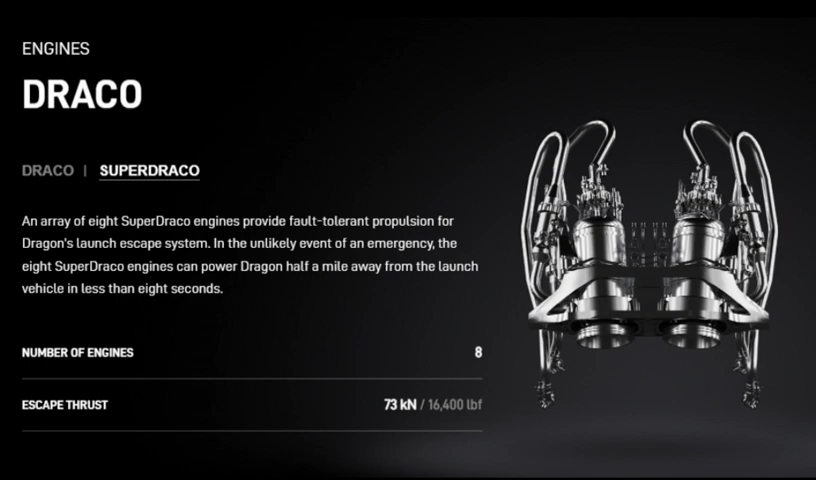 ENGINES
DRACO
DRACO | SUPERDRACO
An array of eight SuperDraco engines provide fault-tolerant propulsion for
Dragon's launch escape system. In the unlikely event of an emergency, the
eight SuperDraco engines can power Dragon half a mile away from the launch
vehicle in less than eight seconds.
NUMBER OF ENGINES 8
ESCAPE THRUST 73 kN / 16,400 lbf